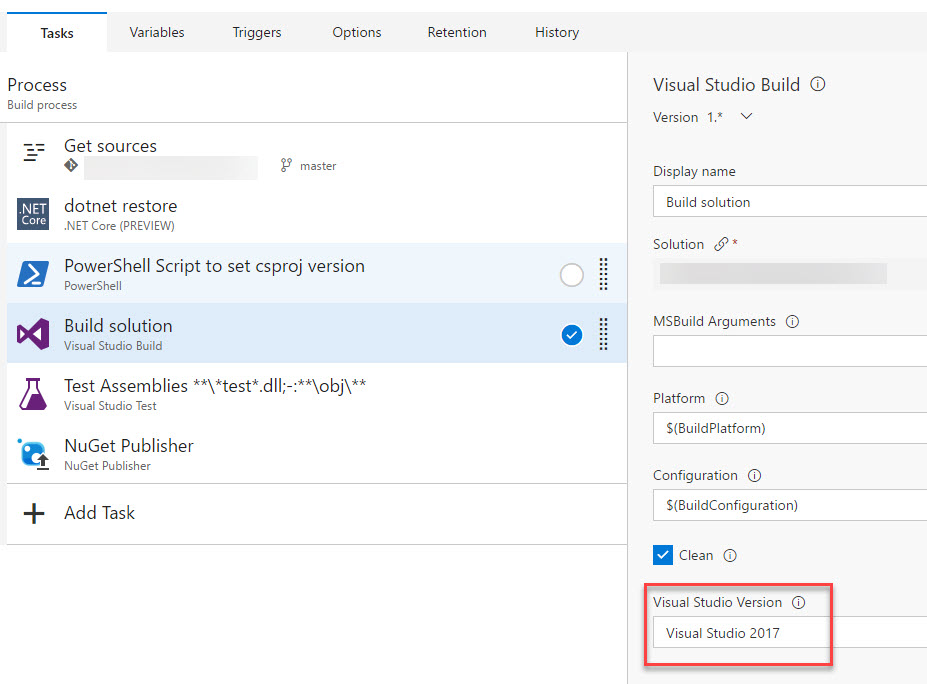 Tasks
Variables
Triggers
Options
Retention
History
Process
Build process
Get sources
master
.NET
Core
dotnet restore
.NET Core (PREVIEW)
PowerShell Script to set csproj version
PowerShell
Build solution
Visual Studio Build
Test Assemblies **\*test*.dll;-:**\obj\**
Visual Studio Test
NuGet Publisher
NuGet Publisher
Add Task
Visual Studio Build
Version 1.*
Display name
Build solution
Solution *
MSBuild Arguments
Platform
$(BuildPlatform)
Configuration
$(BuildConfiguration)
Clean
Visual Studio Version
Visual Studio 2017